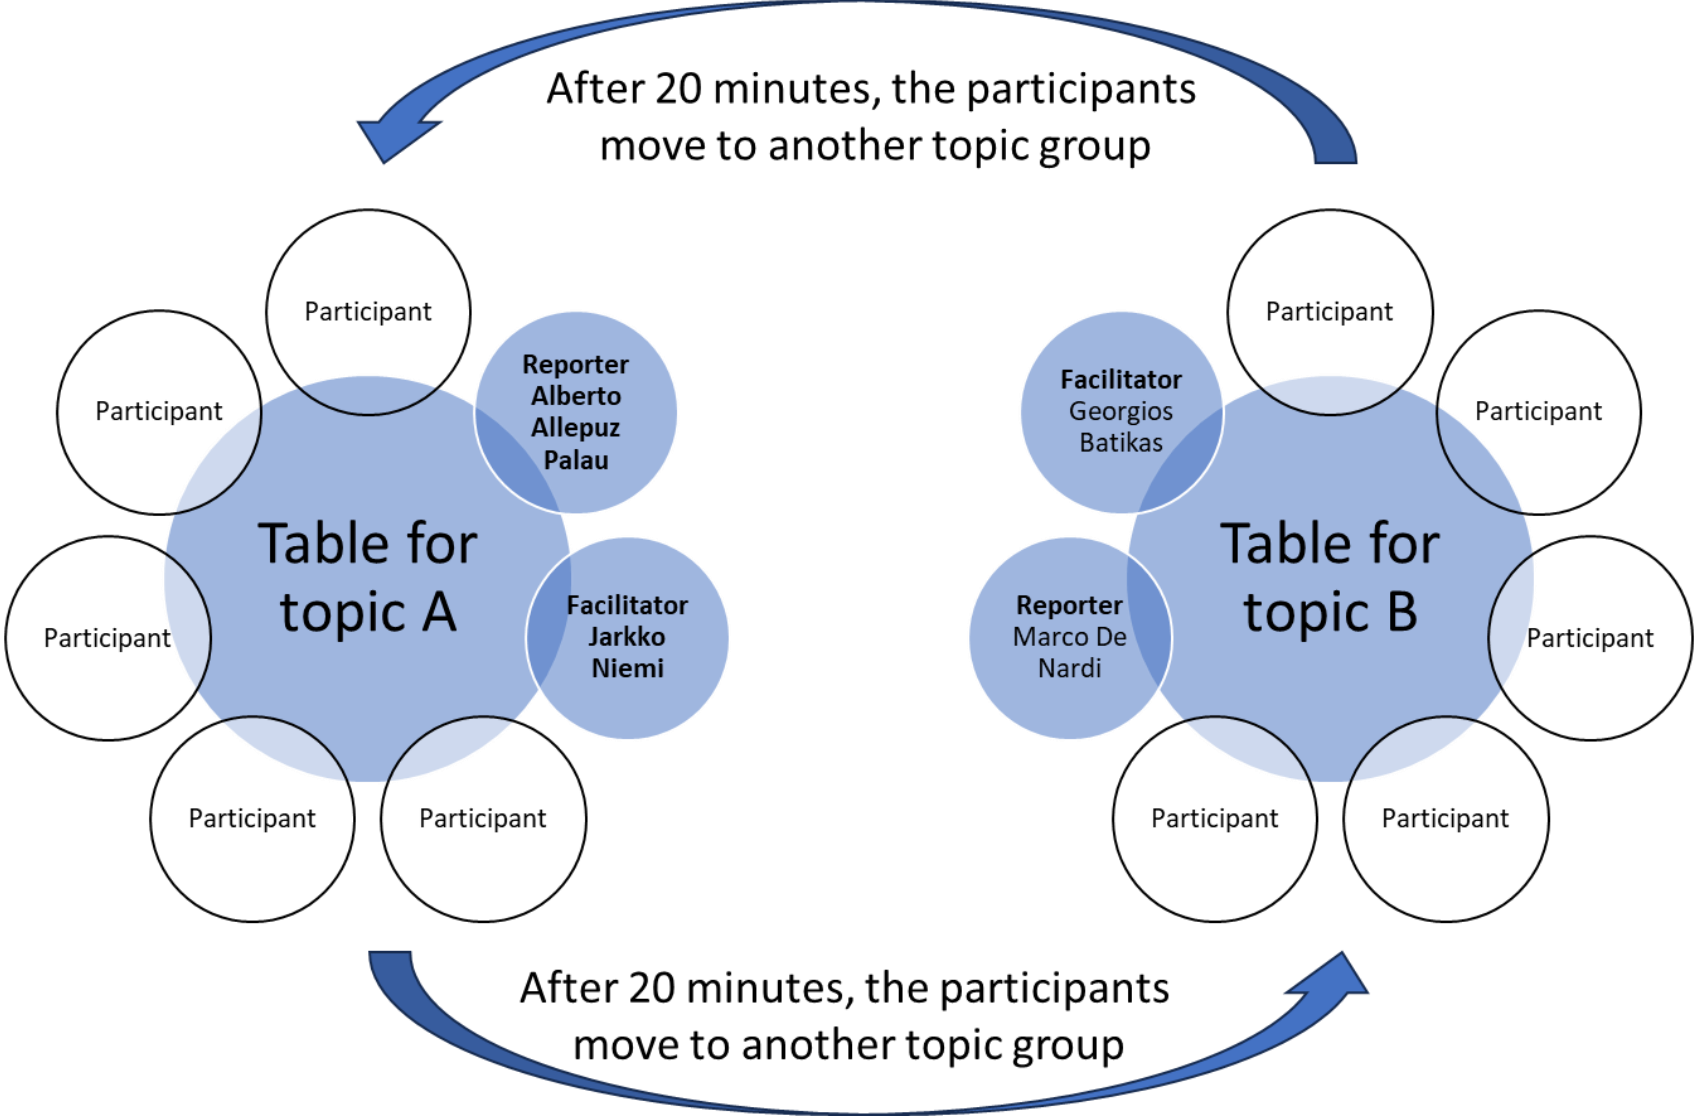 After 20 minutes, the participants
move to another topic group
Participant
Participant
Reporter
Alberto
Allepuz
Palau
Table for
topic A
Participant
Facilitator
Jarkko
Niemi
Participant
Participant
Participant
Facilitator
Georgios
Batikas
Participant
Table for
topic B
Reporter
Marco De
Nardi
Participant
Participant
Participant
After 20 minutes, the participants
move to another topic group